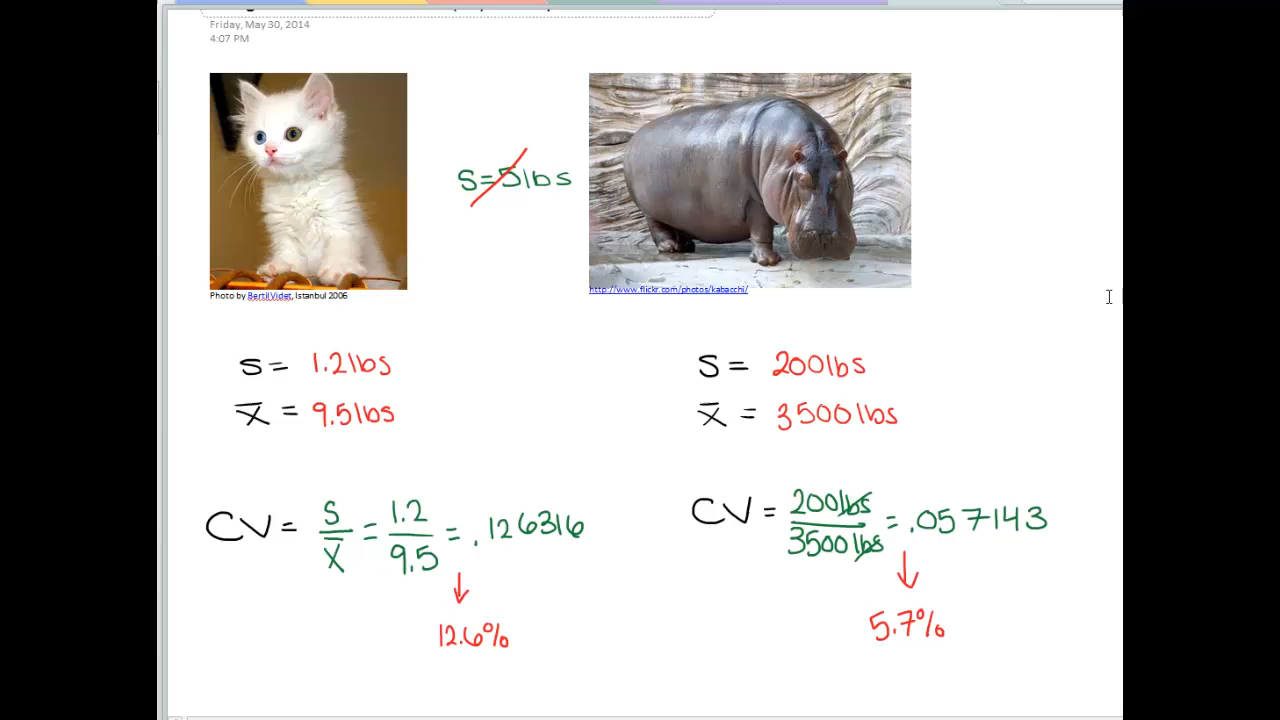 Friday, May 30, 2014
4:07 PM
S=5lbs
Photo by Bertil Videt, Istanbul 2006
http://www.flickr.com/photos/kabacchi/
S= 1.2lbs
x̅ = 9.5lbs
S = 200lbs
x̅ = 3500lbs
CV = S/x̅ = 1.2/9.5 = .126316
12.6%
CV = 200lbs/3500lbs = .057143
5.7%